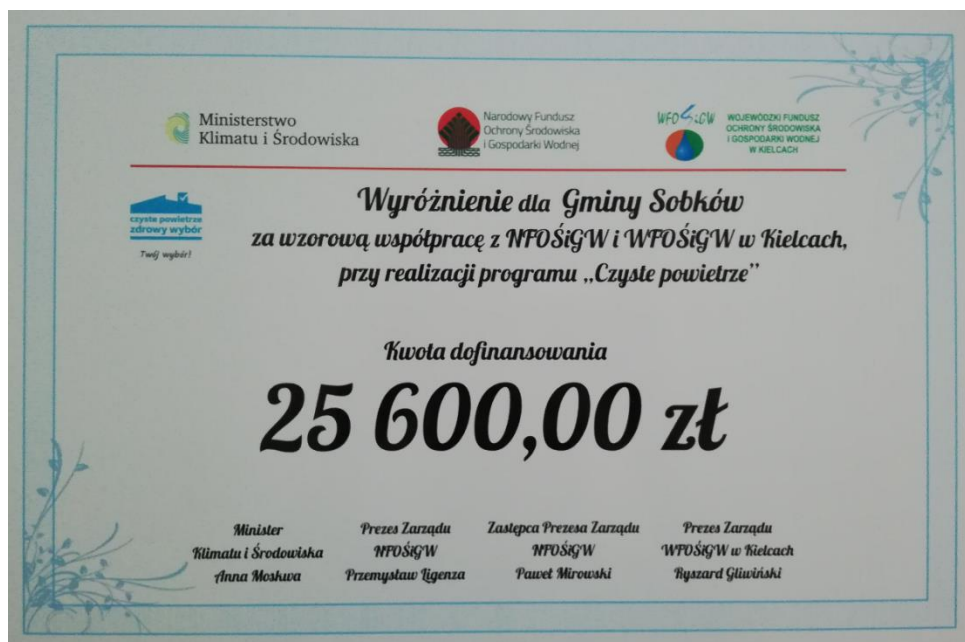 Ministerstwo
Klimatu i Środowiska
Narodowy Fundusz
Ochrony Środowiska
i Gospodarki Wodnej
WFOŚiGW
WOJEWÓDZKI FUNDUSZ
OCHRONY ŚRODOWISKA
I GOSPODARKI WODNEJ
W KIELCACH
czyste powietrze
zdrowy wybór
Twój wybór!
Wyróżnienie dla Gminy Sobków
za wzorową współpracę z NFOŚiGW i WFOŚiGW w Kielcach,
przy realizacji programu „Czyste powietrze”
Kwota dofinansowania
25 600,00 zł
Minister
Klimatu i Środowiska
Anna Moskwa
Prezes Zarządu
NFOŚiGW
Przemysław Ligenza
Zastępca Prezesa Zarządu
NFOŚiGW
Paweł Mirowski
Prezes Zarządu
WFOŚiGW w Kielcach
Ryszard Gliwiński